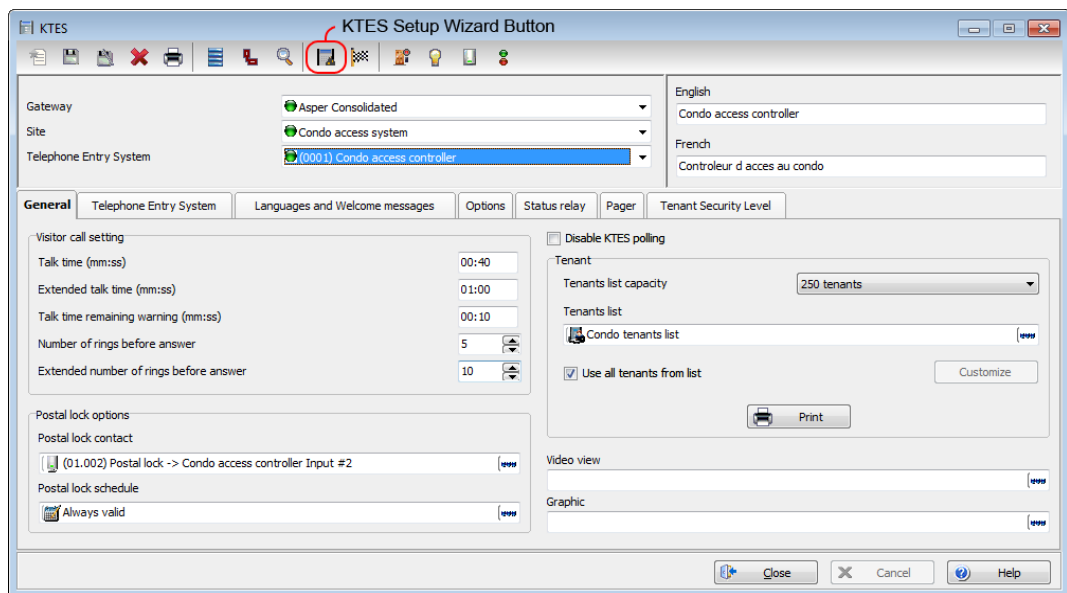 KTES
KTES Setup Wizard Button
Gateway
Asper Consolidated
Site
Condo access system
Telephone Entry System
(0001) Condo access controller
English
Condo access controller
French
Controleur d acces au condo
General
Telephone Entry System
Languages and Welcome messages
Options
Status relay
Pager
Tenant Security Level
Visitor call setting
Talk time (mm:ss)
00:40
Extended talk time (mm:ss)
01:00
Talk time remaining warning (mm:ss)
00:10
Number of rings before answer
5
Extended number of rings before answer
10
Postal lock options
Postal lock contact
(01.002) Postal lock -> Condo access controller Input #2
Postal lock schedule
Always valid
Disable KTES polling
Tenant
Tenants list capacity
250 tenants
Tenants list
Condo tenants list
Use all tenants from list
Customize
Print
Video view
Graphic
Close
Cancel
Help